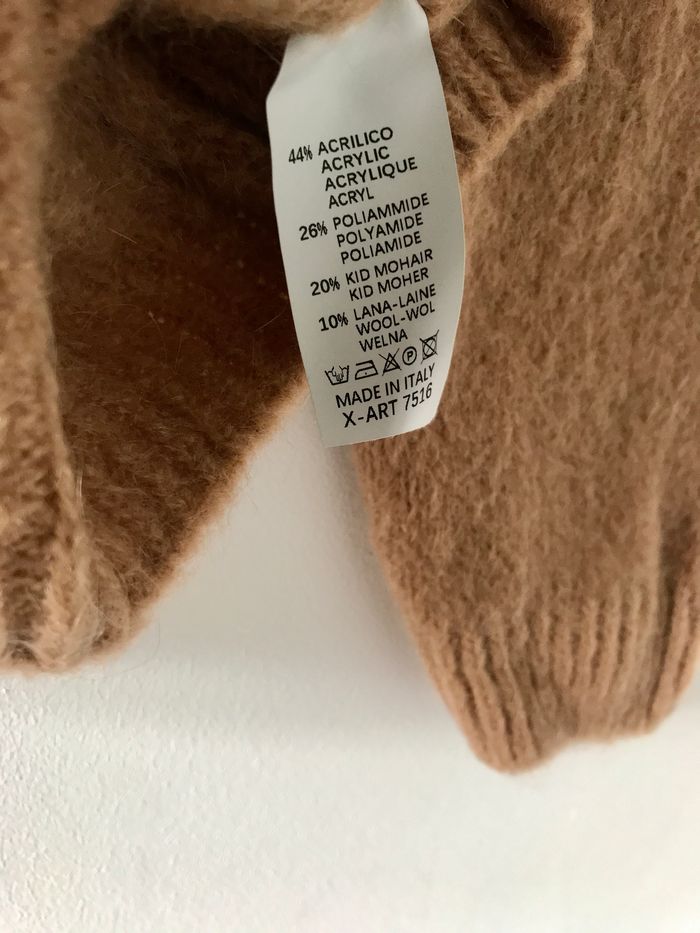 44% ACRILICO
ACRYLIC
ACRYLIQUE
ACRYL
26% POLIAMMIDE
POLYAMIDE
POLIAMIDE
20% KID MOHAIR
KID MOHER
10% LANA-LAINE
WOOL-WOL
WELNA
P
MADE IN ITALY
X-ART 7516